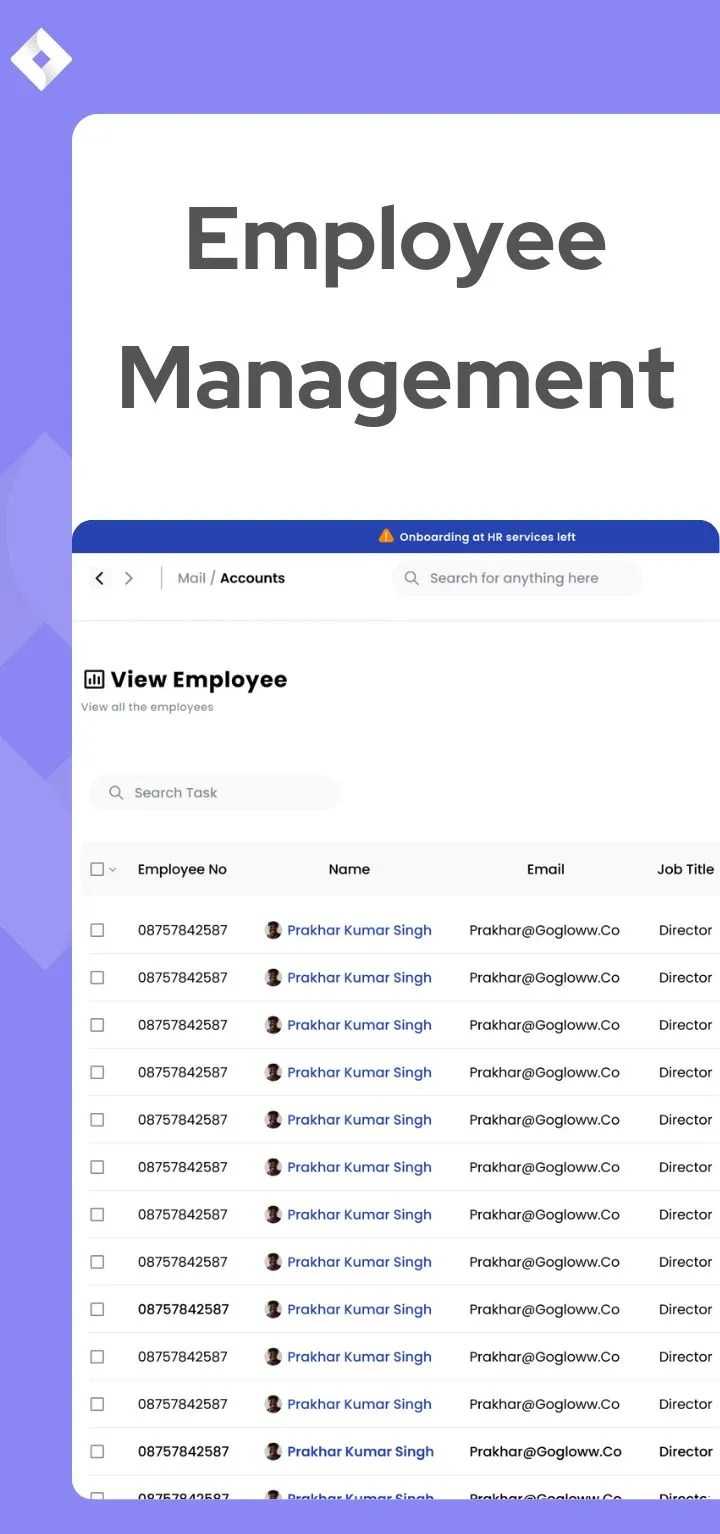 Employee
Management
Onboarding at HR services left
Mail / Accounts Search for anything here
View Employee
View all the employees
Search Task
Employee No Name Email Job Title
08757842587 Prakhar Kumar Singh Prakhar@Gogloww.Co Director
08757842587 Prakhar Kumar Singh Prakhar@Gogloww.Co Director
08757842587 Prakhar Kumar Singh Prakhar@Gogloww.Co Director
08757842587 Prakhar Kumar Singh Prakhar@Gogloww.Co Director
08757842587 Prakhar Kumar Singh Prakhar@Gogloww.Co Director
08757842587 Prakhar Kumar Singh Prakhar@Gogloww.Co Director
08757842587 Prakhar Kumar Singh Prakhar@Gogloww.Co Director
08757842587 Prakhar Kumar Singh Prakhar@Gogloww.Co Director
08757842587 Prakhar Kumar Singh Prakhar@Gogloww.Co Director
08757842587 Prakhar Kumar Singh Prakhar@Gogloww.Co Director
08757842587 Prakhar Kumar Singh Prakhar@Gogloww.Co Director
08757842587 Prakhar Kumar Singh Prakhar@Gogloww.Co Director